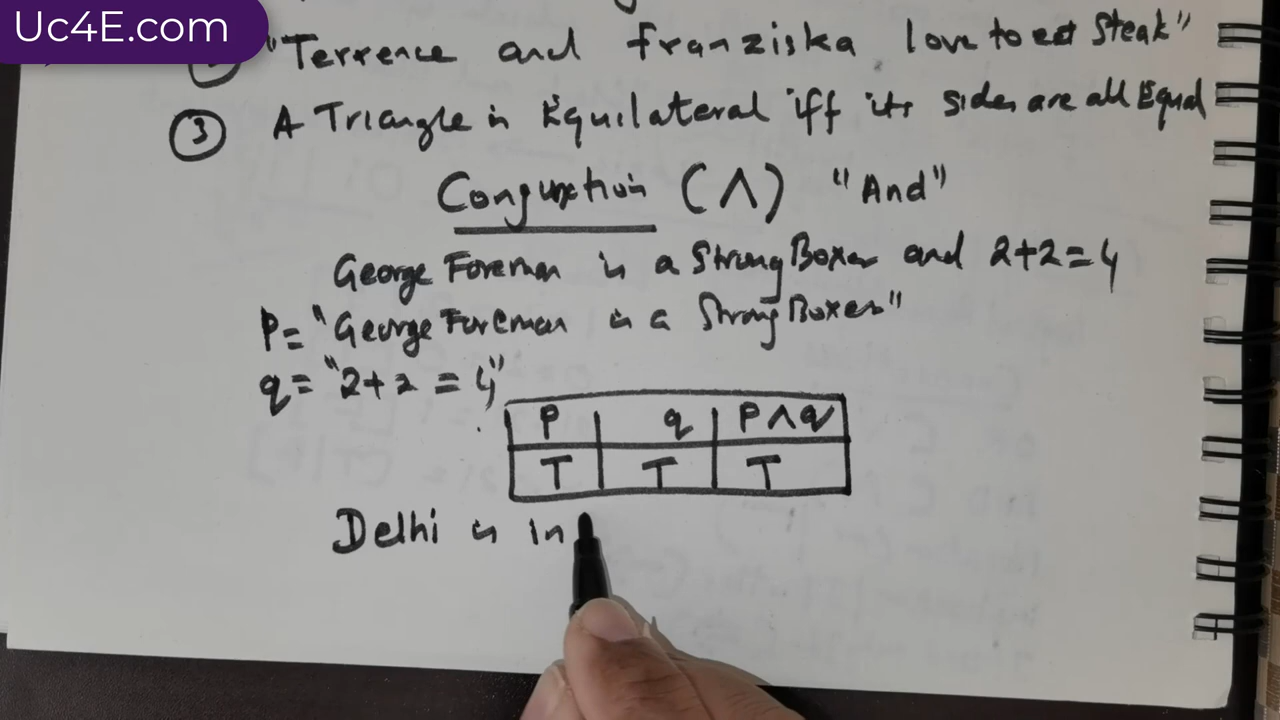 Uc4E.com
"Terrence and franziska love to eat Steak"
3 A Triangle is Equilateral iff its sides are all Equal
Conjunction (∧) "And"
George Foreman is a Strong Boxer and 2+2=4
P= "George Foreman is a Strong Boxer"
q= "2+2 = 4"
P q P∧q
T T T
Delhi is in